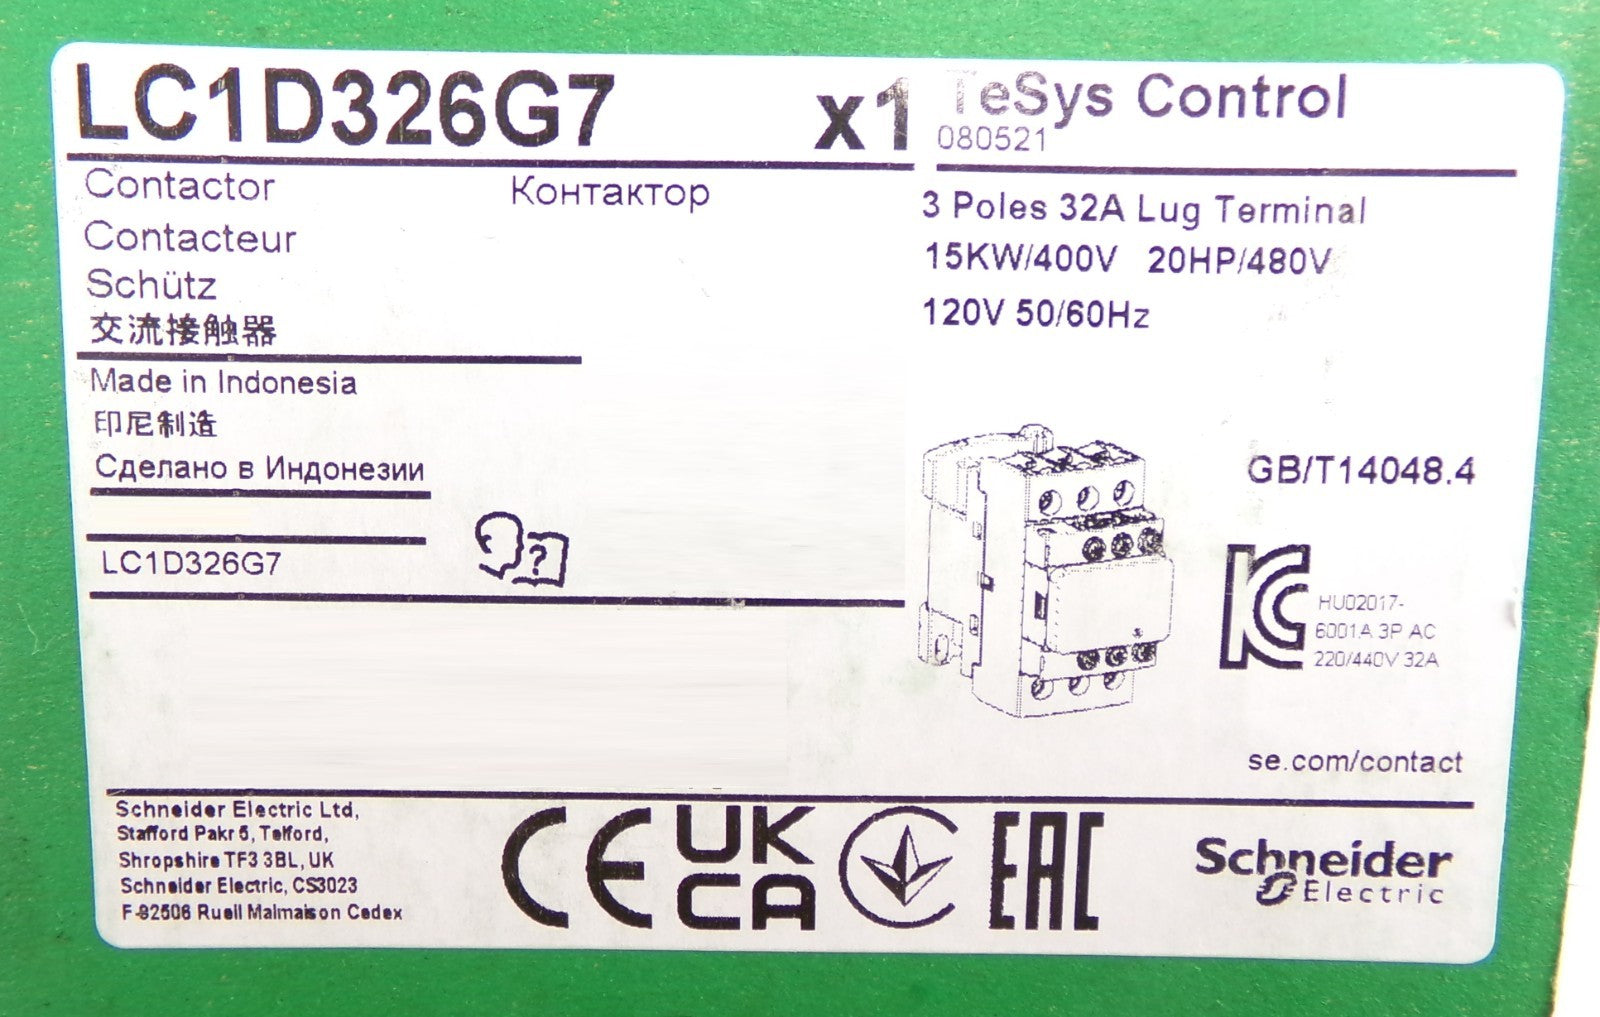 LC1D326G7 x1
TeSys Control
080521
Contactor Контактор
Contacteur
Schütz
交流接触器
3 Poles 32A Lug Terminal
15KW/400V 20HP/480V
120V 50/60Hz
Made in Indonesia
印尼制造
Сделано в Индонезии
LC1D326G7
?
GB/T14048.4
HU02017-
6001A 3P AC
220/440V 32A
se.com/contact
Schneider Electric Ltd,
Stafford Pakr 5, Telford,
Shropshire TF3 3BL, UK
Schneider Electric, CS3023
F-92506 Rueil Malmaison Cedex
CE UK CA EAC
Schneider
Electric